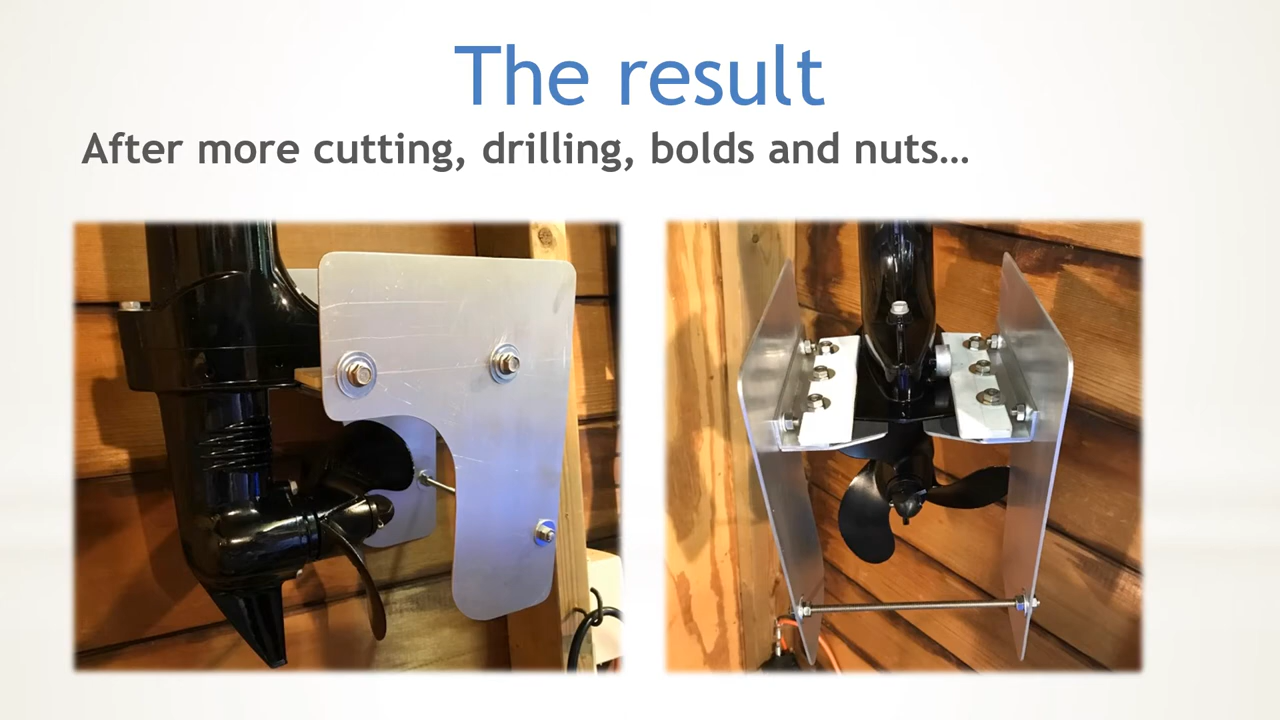 The result
After more cutting, drilling, bolds and nuts…